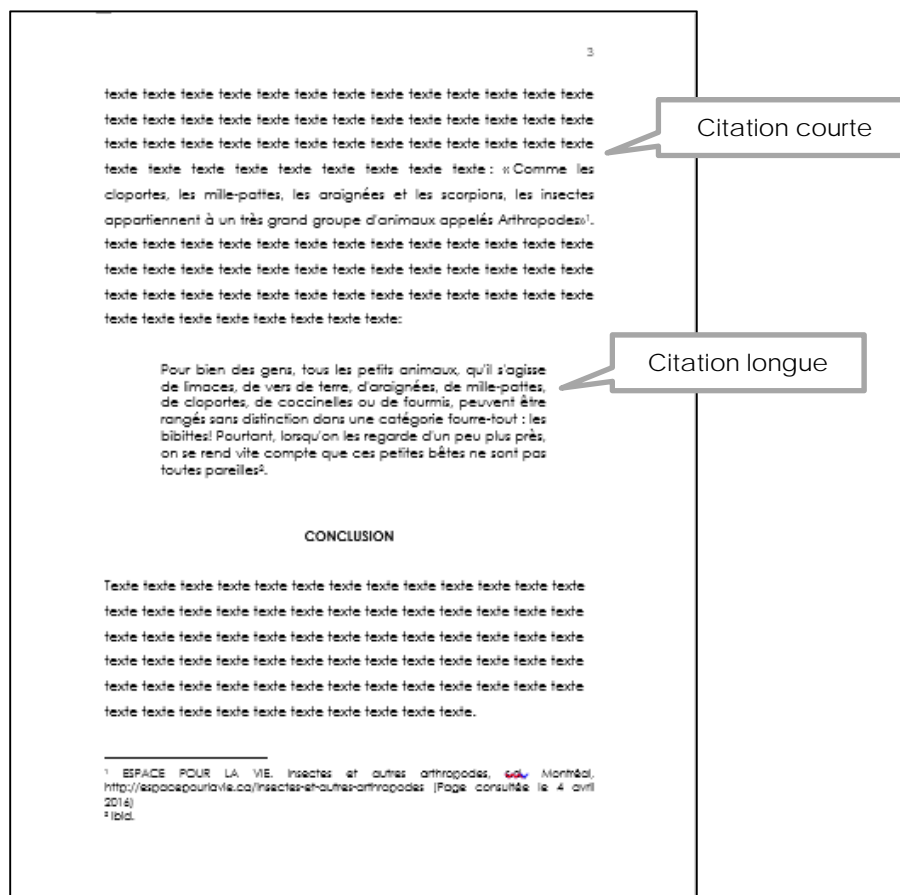 3
texte texte texte texte texte texte texte texte texte texte texte texte texte
texte texte texte texte texte texte texte texte texte texte texte texte texte
texte texte texte texte texte texte texte texte texte texte texte texte texte
texte texte texte texte texte texte texte texte texte : « Comme les
cloportes, les mille-pattes, les araignées et les scorpions, les insectes
appartiennent à un très grand groupe d'animaux appelés Arthropodes»¹.
texte texte texte texte texte texte texte texte texte texte texte texte texte
texte texte texte texte texte texte texte texte texte texte texte texte texte
texte texte texte texte texte texte texte texte texte texte texte texte texte
texte texte texte texte texte texte texte texte:
Citation courte
Pour bien des gens, tous les petits animaux, qu'il s'agisse
de limaces, de vers de terre, d'araignées, de mille-pattes,
de cloportes, de coccinelles ou de fourmis, peuvent être
rangés sans distinction dans une catégorie fourre-tout : les
bibittes! Pourtant, lorsqu'on les regarde d'un peu plus près,
on se rend vite compte que ces petites bêtes ne sont pas
toutes pareilles².
Citation longue
CONCLUSION
Texte texte texte texte texte texte texte texte texte texte texte texte texte
texte texte texte texte texte texte texte texte texte texte texte texte texte
texte texte texte texte texte texte texte texte texte texte texte texte texte
texte texte texte texte texte texte texte texte texte texte texte texte texte
texte texte texte texte texte texte texte texte texte texte texte texte texte
texte texte texte texte texte texte texte texte texte texte.
¹ ESPACE POUR LA VIE. Insectes et autres arthropodes, Montréal,
http://espacepourlavie.ca/insectes-et-autres-arthropodes (Page consultée le 4 avril
2016)
² Ibid.